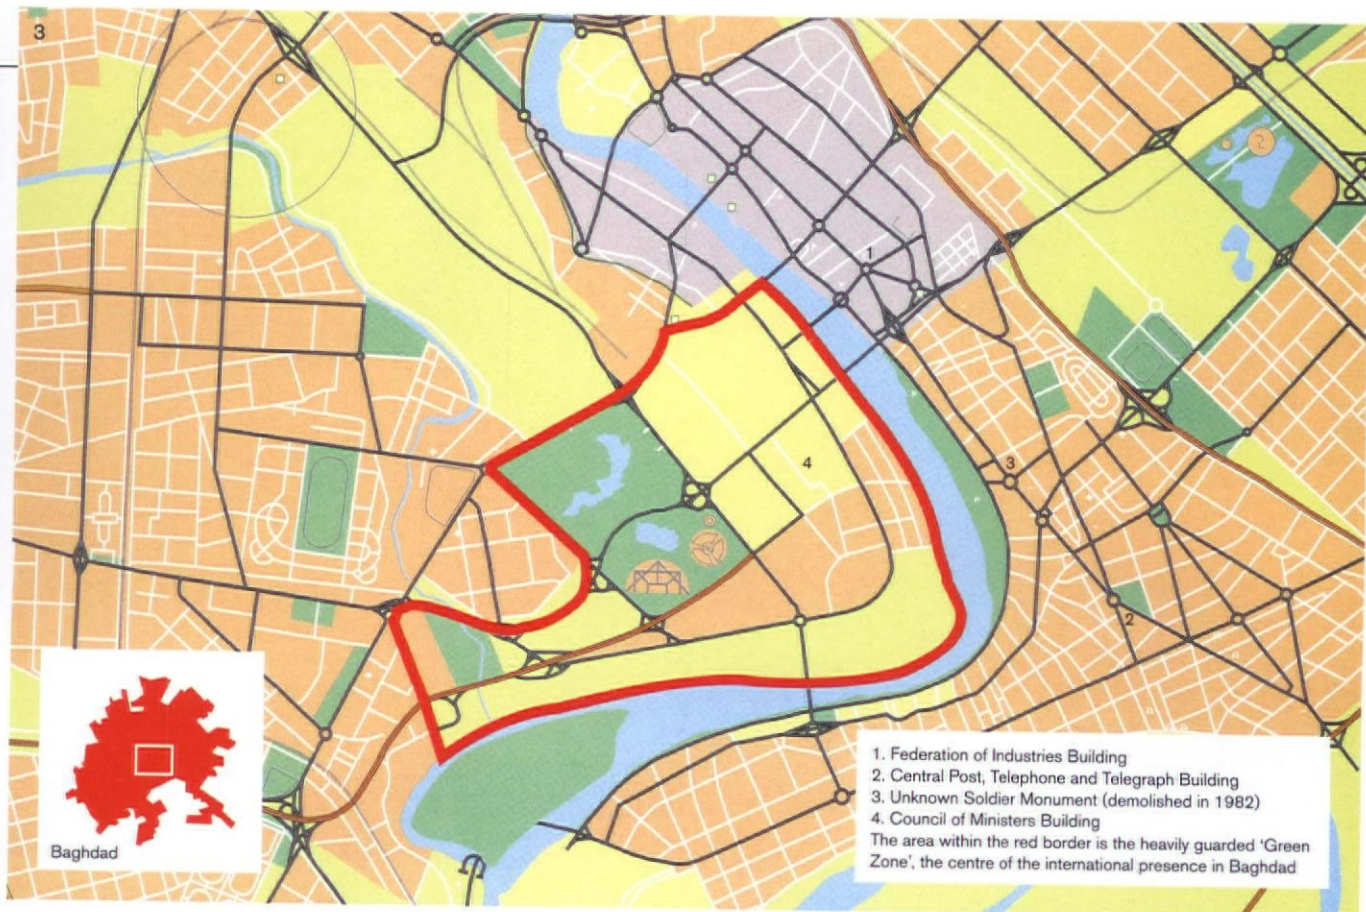 3
1
4
3
2
Baghdad
1. Federation of Industries Building
2. Central Post, Telephone and Telegraph Building
3. Unknown Soldier Monument (demolished in 1982)
4. Council of Ministers Building
The area within the red border is the heavily guarded 'Green
Zone', the centre of the international presence in Baghdad